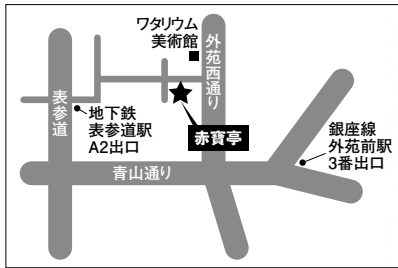 ワタリウム
美術館
外苑西通り
表参道
地下鉄
表参道駅
A2出口
赤寶亭
銀座線
外苑前駅
3番出口
青山通り